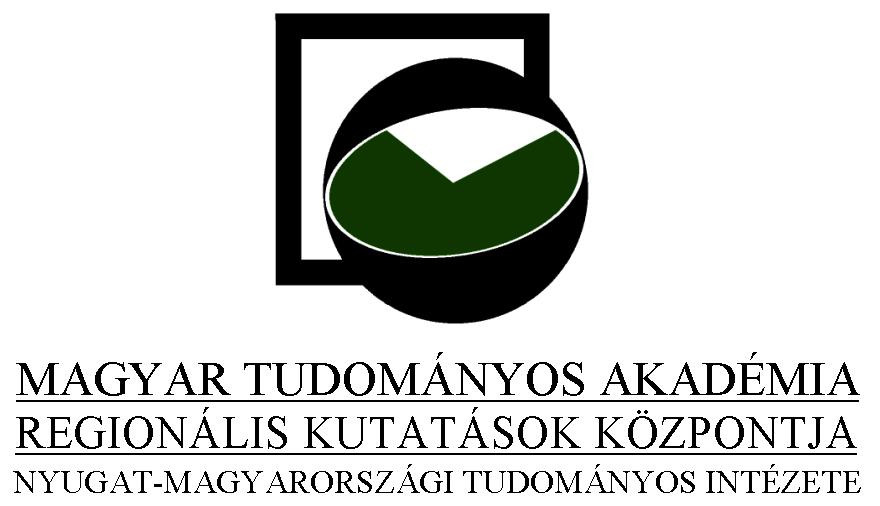 MAGYAR TUDOMÁNYOS AKADÉMIA
REGIONÁLIS KUTATÁSOK KÖZPONTJA
NYUGAT-MAGYARORSZÁGI TUDOMÁNYOS INTÉZETE